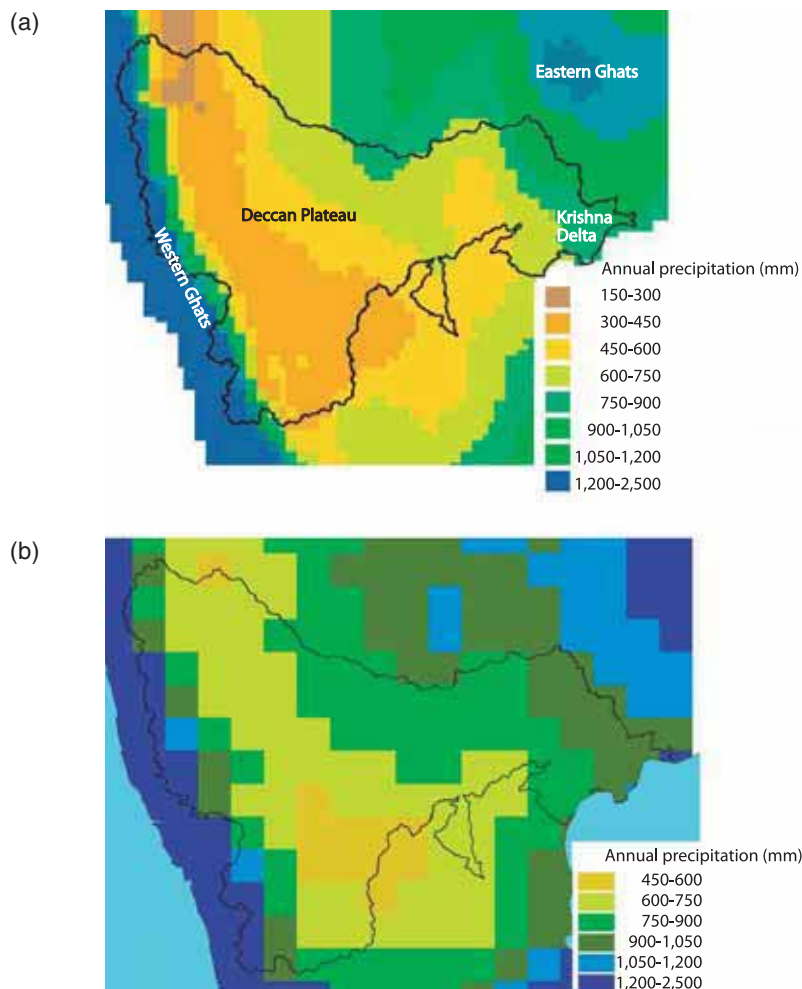 (a)
Eastern Ghats
Deccan Plateau
Krishna
Delta
Western Ghats
Annual precipitation (mm)
150-300
300-450
450-600
600-750
750-900
900-1,050
1,050-1,200
1,200-2,500
(b)
Annual precipitation (mm)
450-600
600-750
750-900
900-1,050
1,050-1,200
1,200-2,500